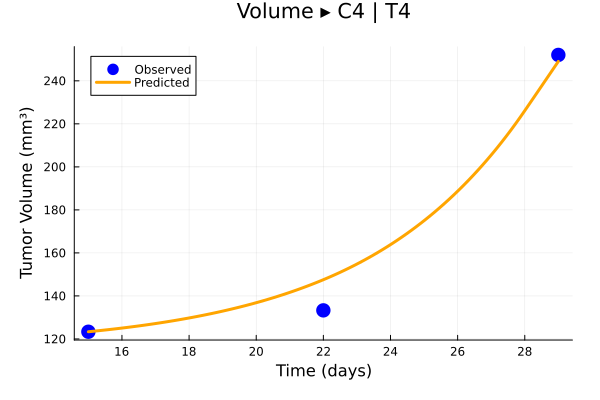 Volume ▸ C4 | T4
Observed
Predicted
Tumor Volume (mm³)
240
220
200
180
160
140
120
16 18 20 22 24 26 28
Time (days)